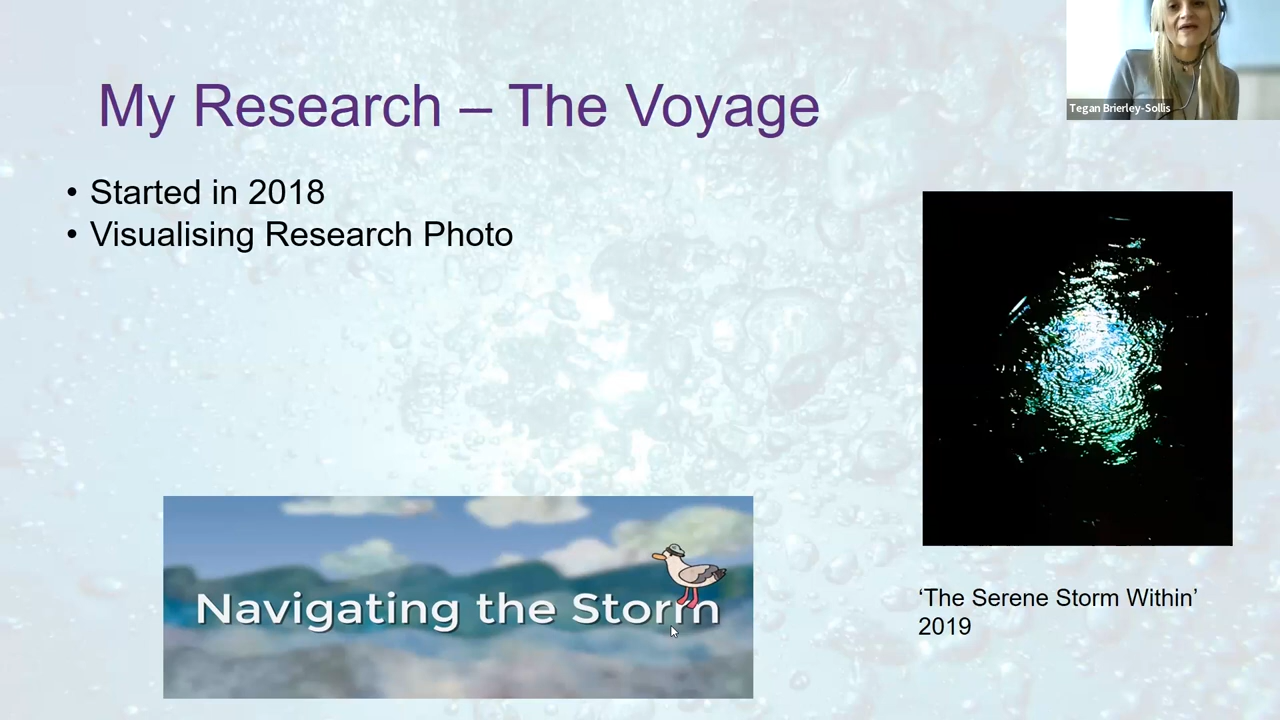 My Research – The Voyage
Tegan Brierley-Sollis
• Started in 2018
• Visualising Research Photo
Navigating the Storm
‘The Serene Storm Within’
2019